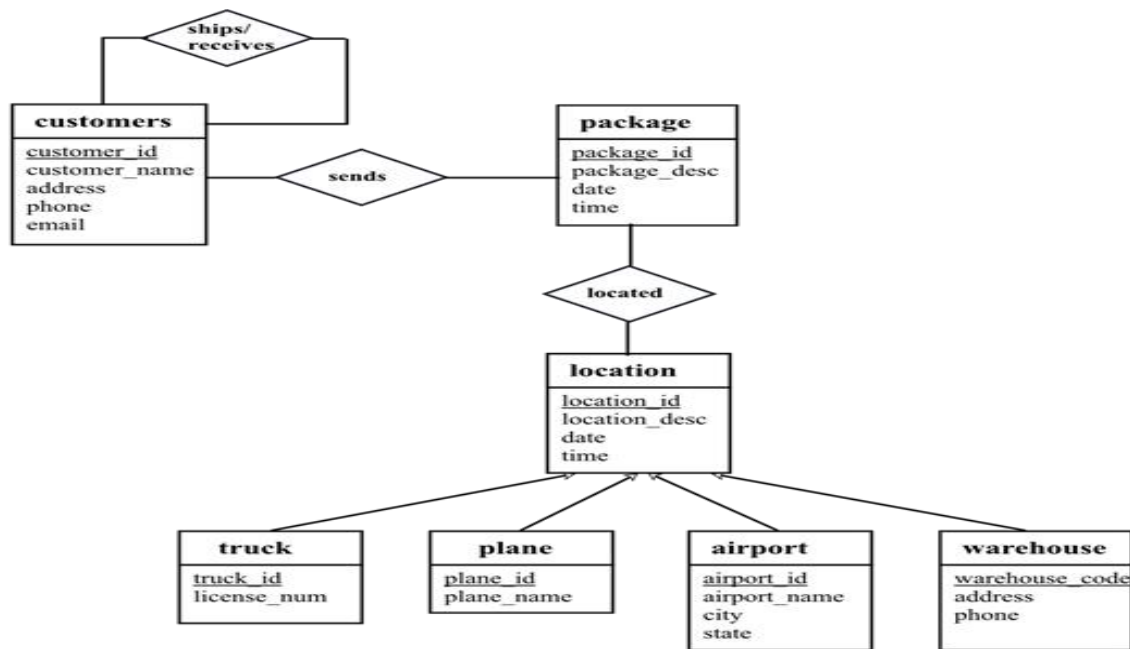 ships/
receives
customers
customer_id
customer_name
address
phone
email
sends
package
package_id
package_desc
date
time
located
location
location_id
location_desc
date
time
truck
truck_id
license_num
plane
plane_id
plane_name
airport
airport_id
airport_name
city
state
warehouse
warehouse_code
address
phone